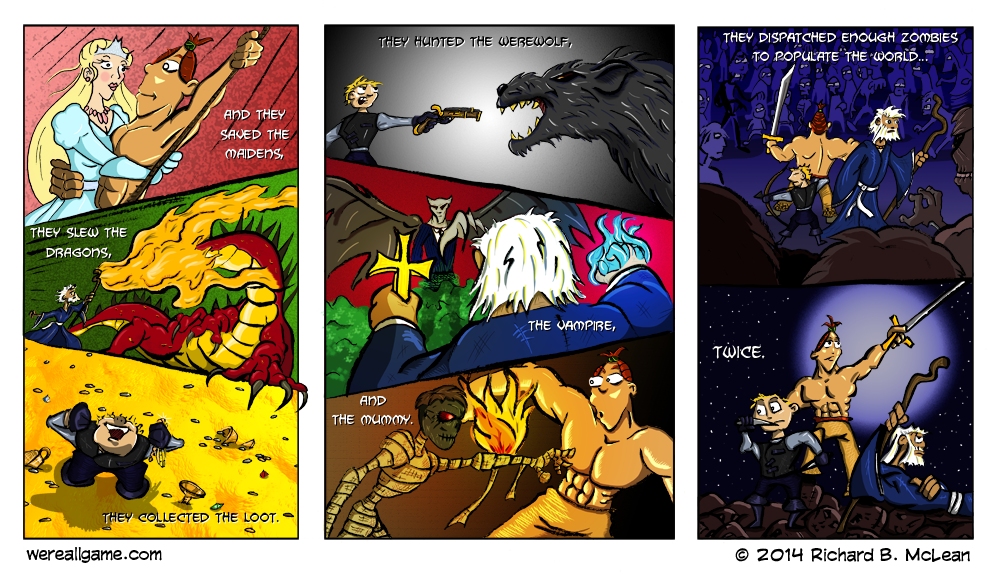 AND THEY
SAVED THE
MAIDENS,
THEY SLEW THE
DRAGONS,
THEY COLLECTED THE LOOT.
THEY HUNTED THE WEREWOLF,
THE VAMPIRE,
AND
THE MUMMY.
THEY DISPATCHED ENOUGH ZOMBIES
TO POPULATE THE WORLD...
TWICE.
wereallgame.com
© 2014 Richard B. McLean